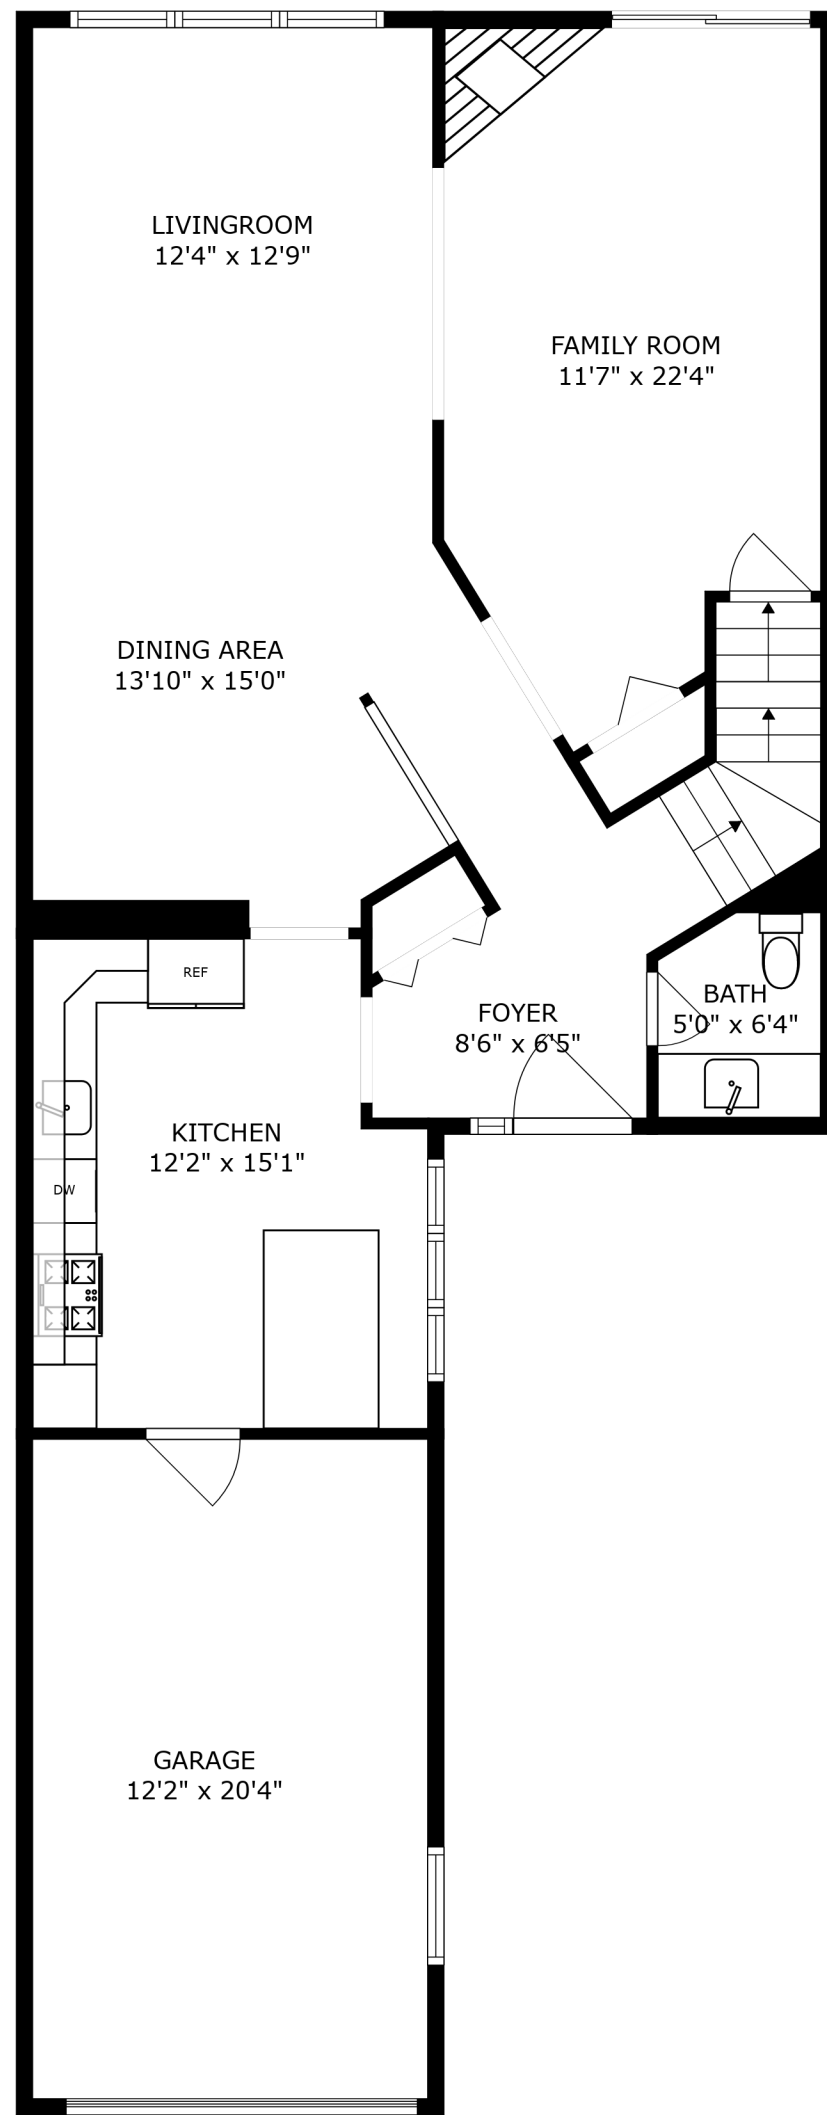 LIVINGROOM
12'4" x 12'9"
FAMILY ROOM
11'7" x 22'4"
DINING AREA
13'10" x 15'0"
REF
BATH
5'0" x 6'4"
FOYER
8'6" x 6'5"
KITCHEN
12'2" x 15'1"
DW
GARAGE
12'2" x 20'4"